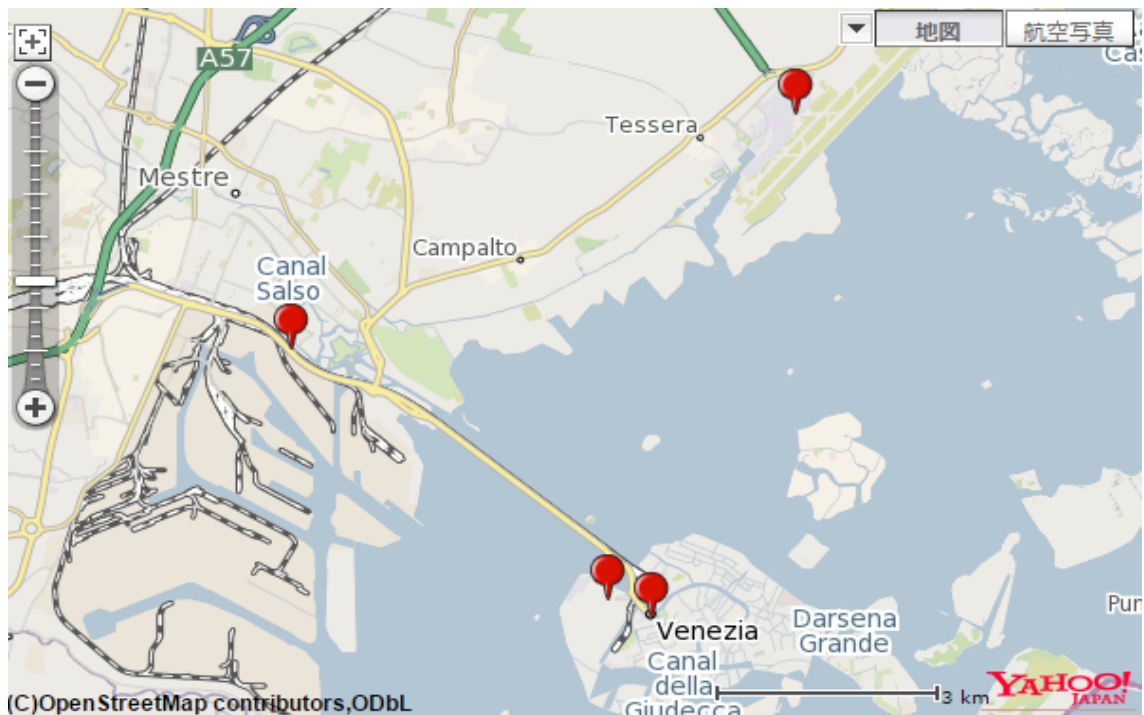 地図
航空写真
A57
Tessera
Mestre
Campalto
Canal
Salso
Venezia
Darsena
Grande
Canal
della
Giudecca
3 km
YAHOO!
JAPAN
(C)OpenStreetMap contributors,ODbL